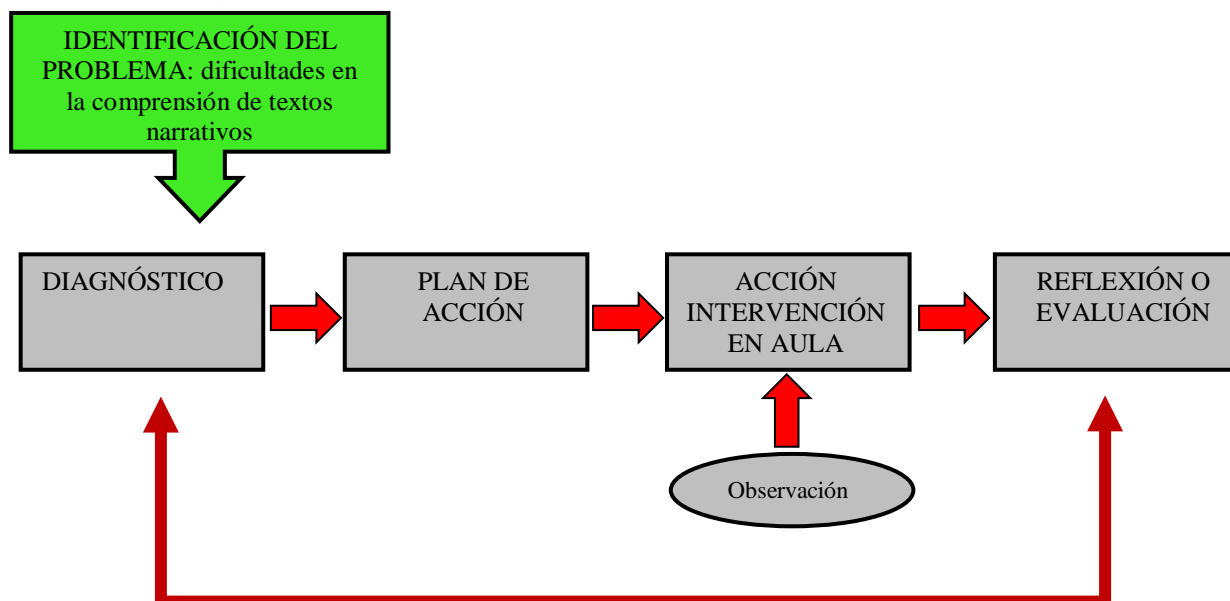 IDENTIFICACIÓN DEL
PROBLEMA: dificultades en
la comprensión de textos
narrativos
DIAGNÓSTICO
PLAN DE
ACCIÓN
ACCIÓN
INTERVENCIÓN
EN AULA
REFLEXIÓN O
EVALUACIÓN
Observación